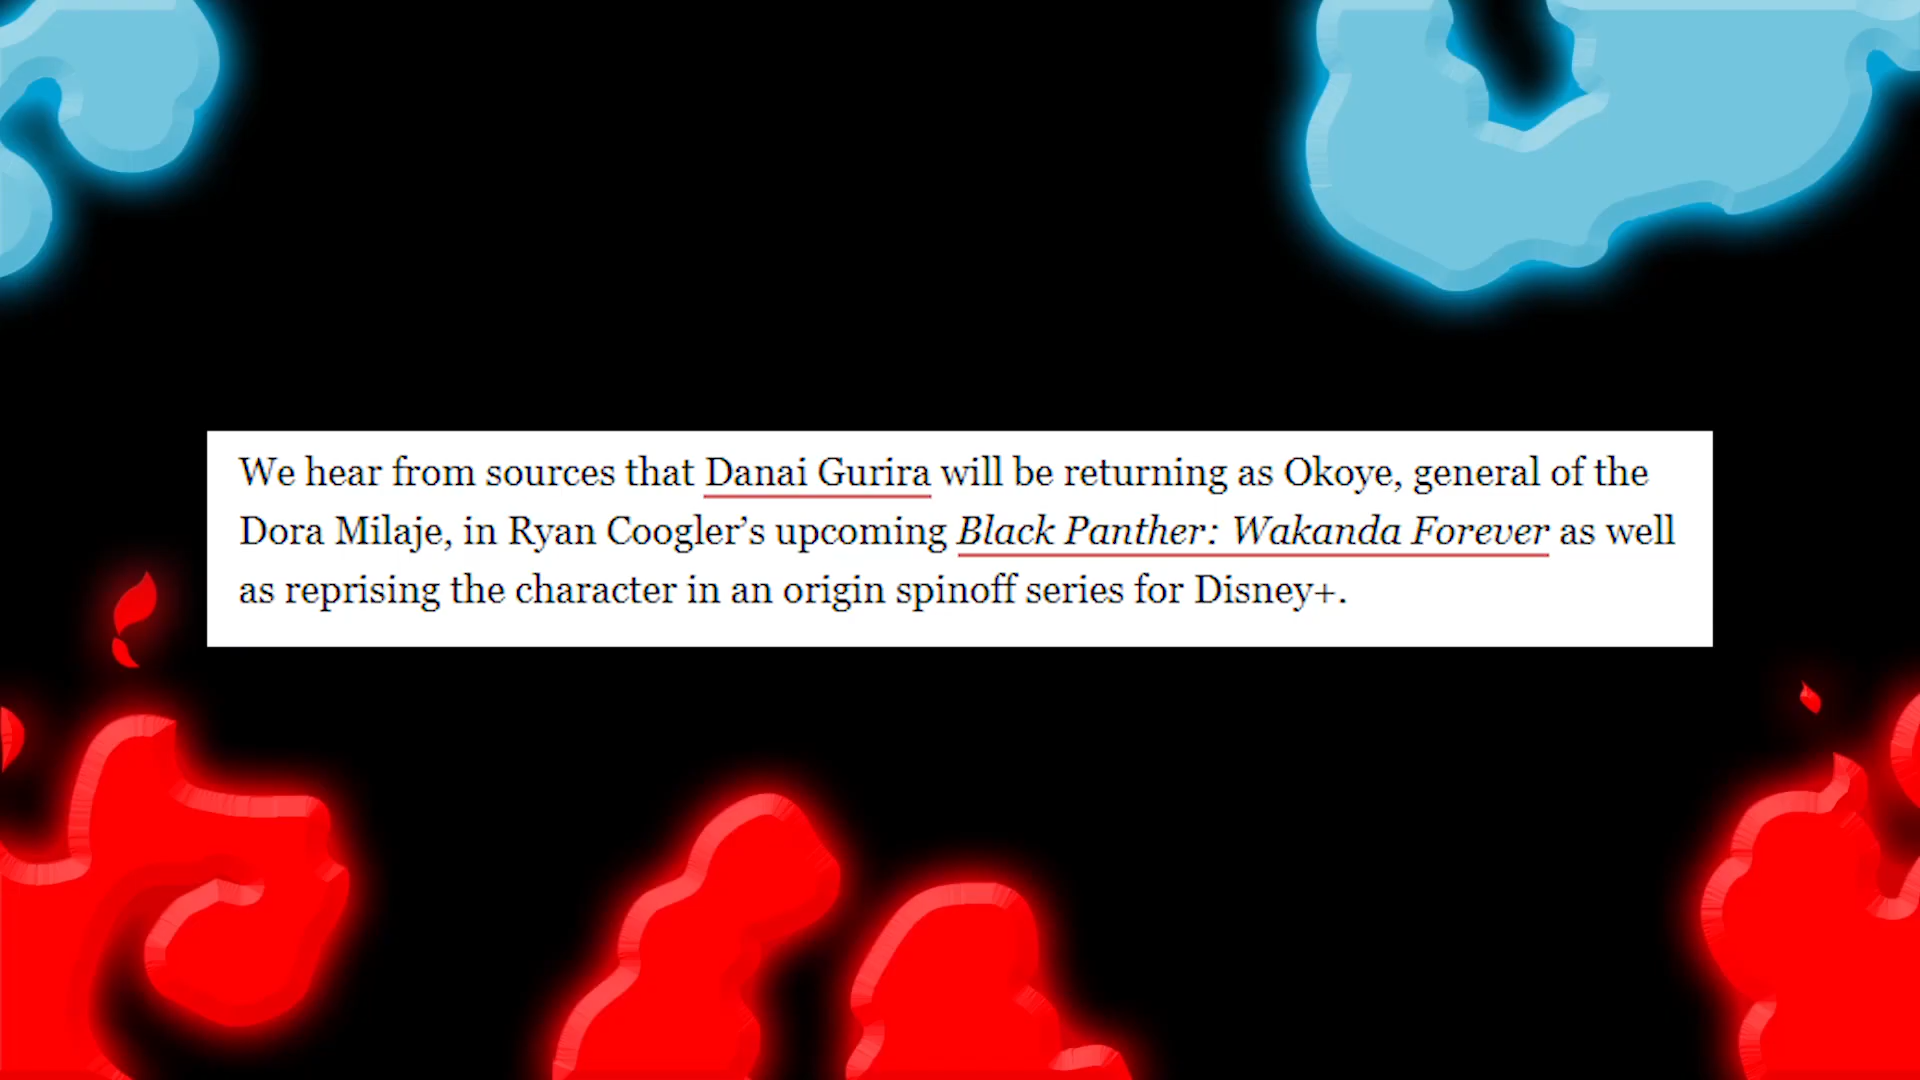 We hear from sources that Danai Gurira will be returning as Okoye, general of the
Dora Milaje, in Ryan Coogler’s upcoming Black Panther: Wakanda Forever as well
as reprising the character in an origin spinoff series for Disney+.